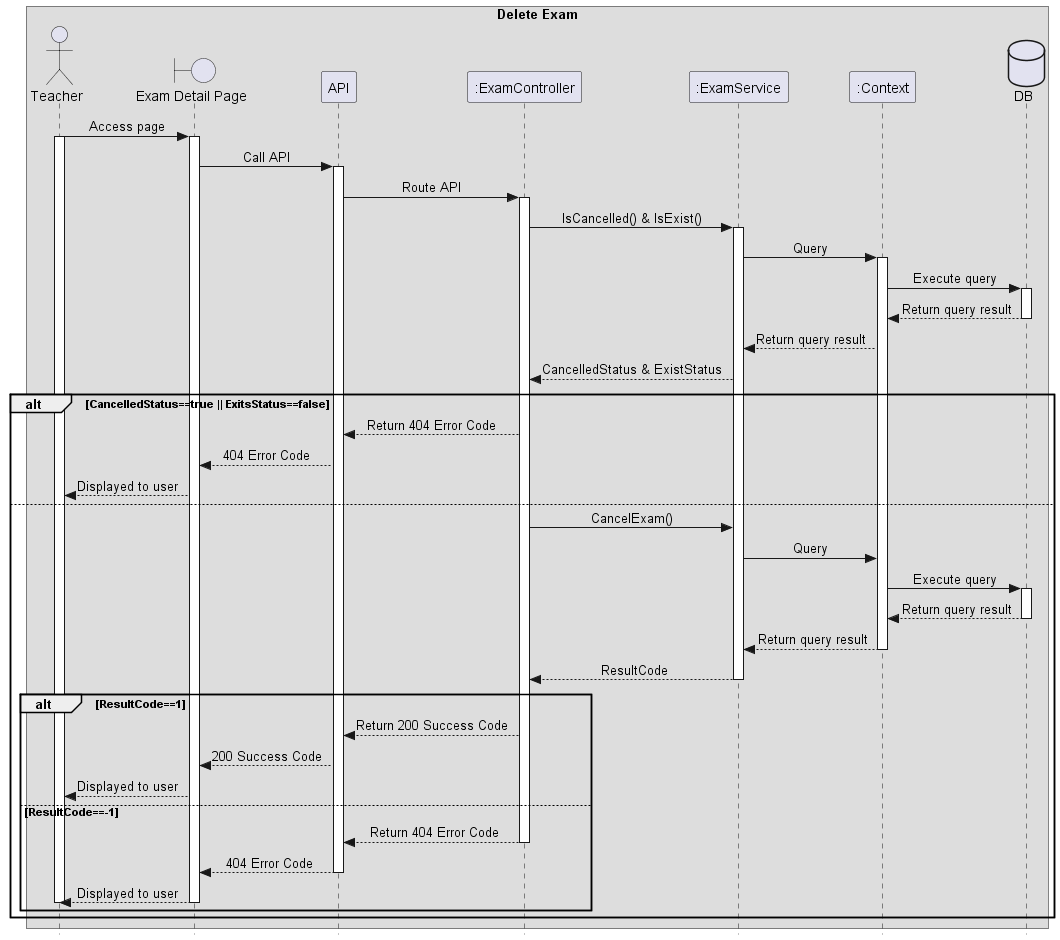 Delete Exam
Teacher
Exam Detail Page
API
:ExamController
:ExamService
:Context
DB
Access page
Call API
Route API
IsCancelled() & IsExist()
Query
Execute query
Return query result
Return query result
CancelledStatus & ExistStatus
alt
[CancelledStatus==true || ExitsStatus==false]
Return 404 Error Code
404 Error Code
Displayed to user
CancelExam()
Query
Execute query
Return query result
Return query result
ResultCode
alt
[ResultCode==1]
Return 200 Success Code
200 Success Code
Displayed to user
[ResultCode==-1]
Return 404 Error Code
404 Error Code
Displayed to user